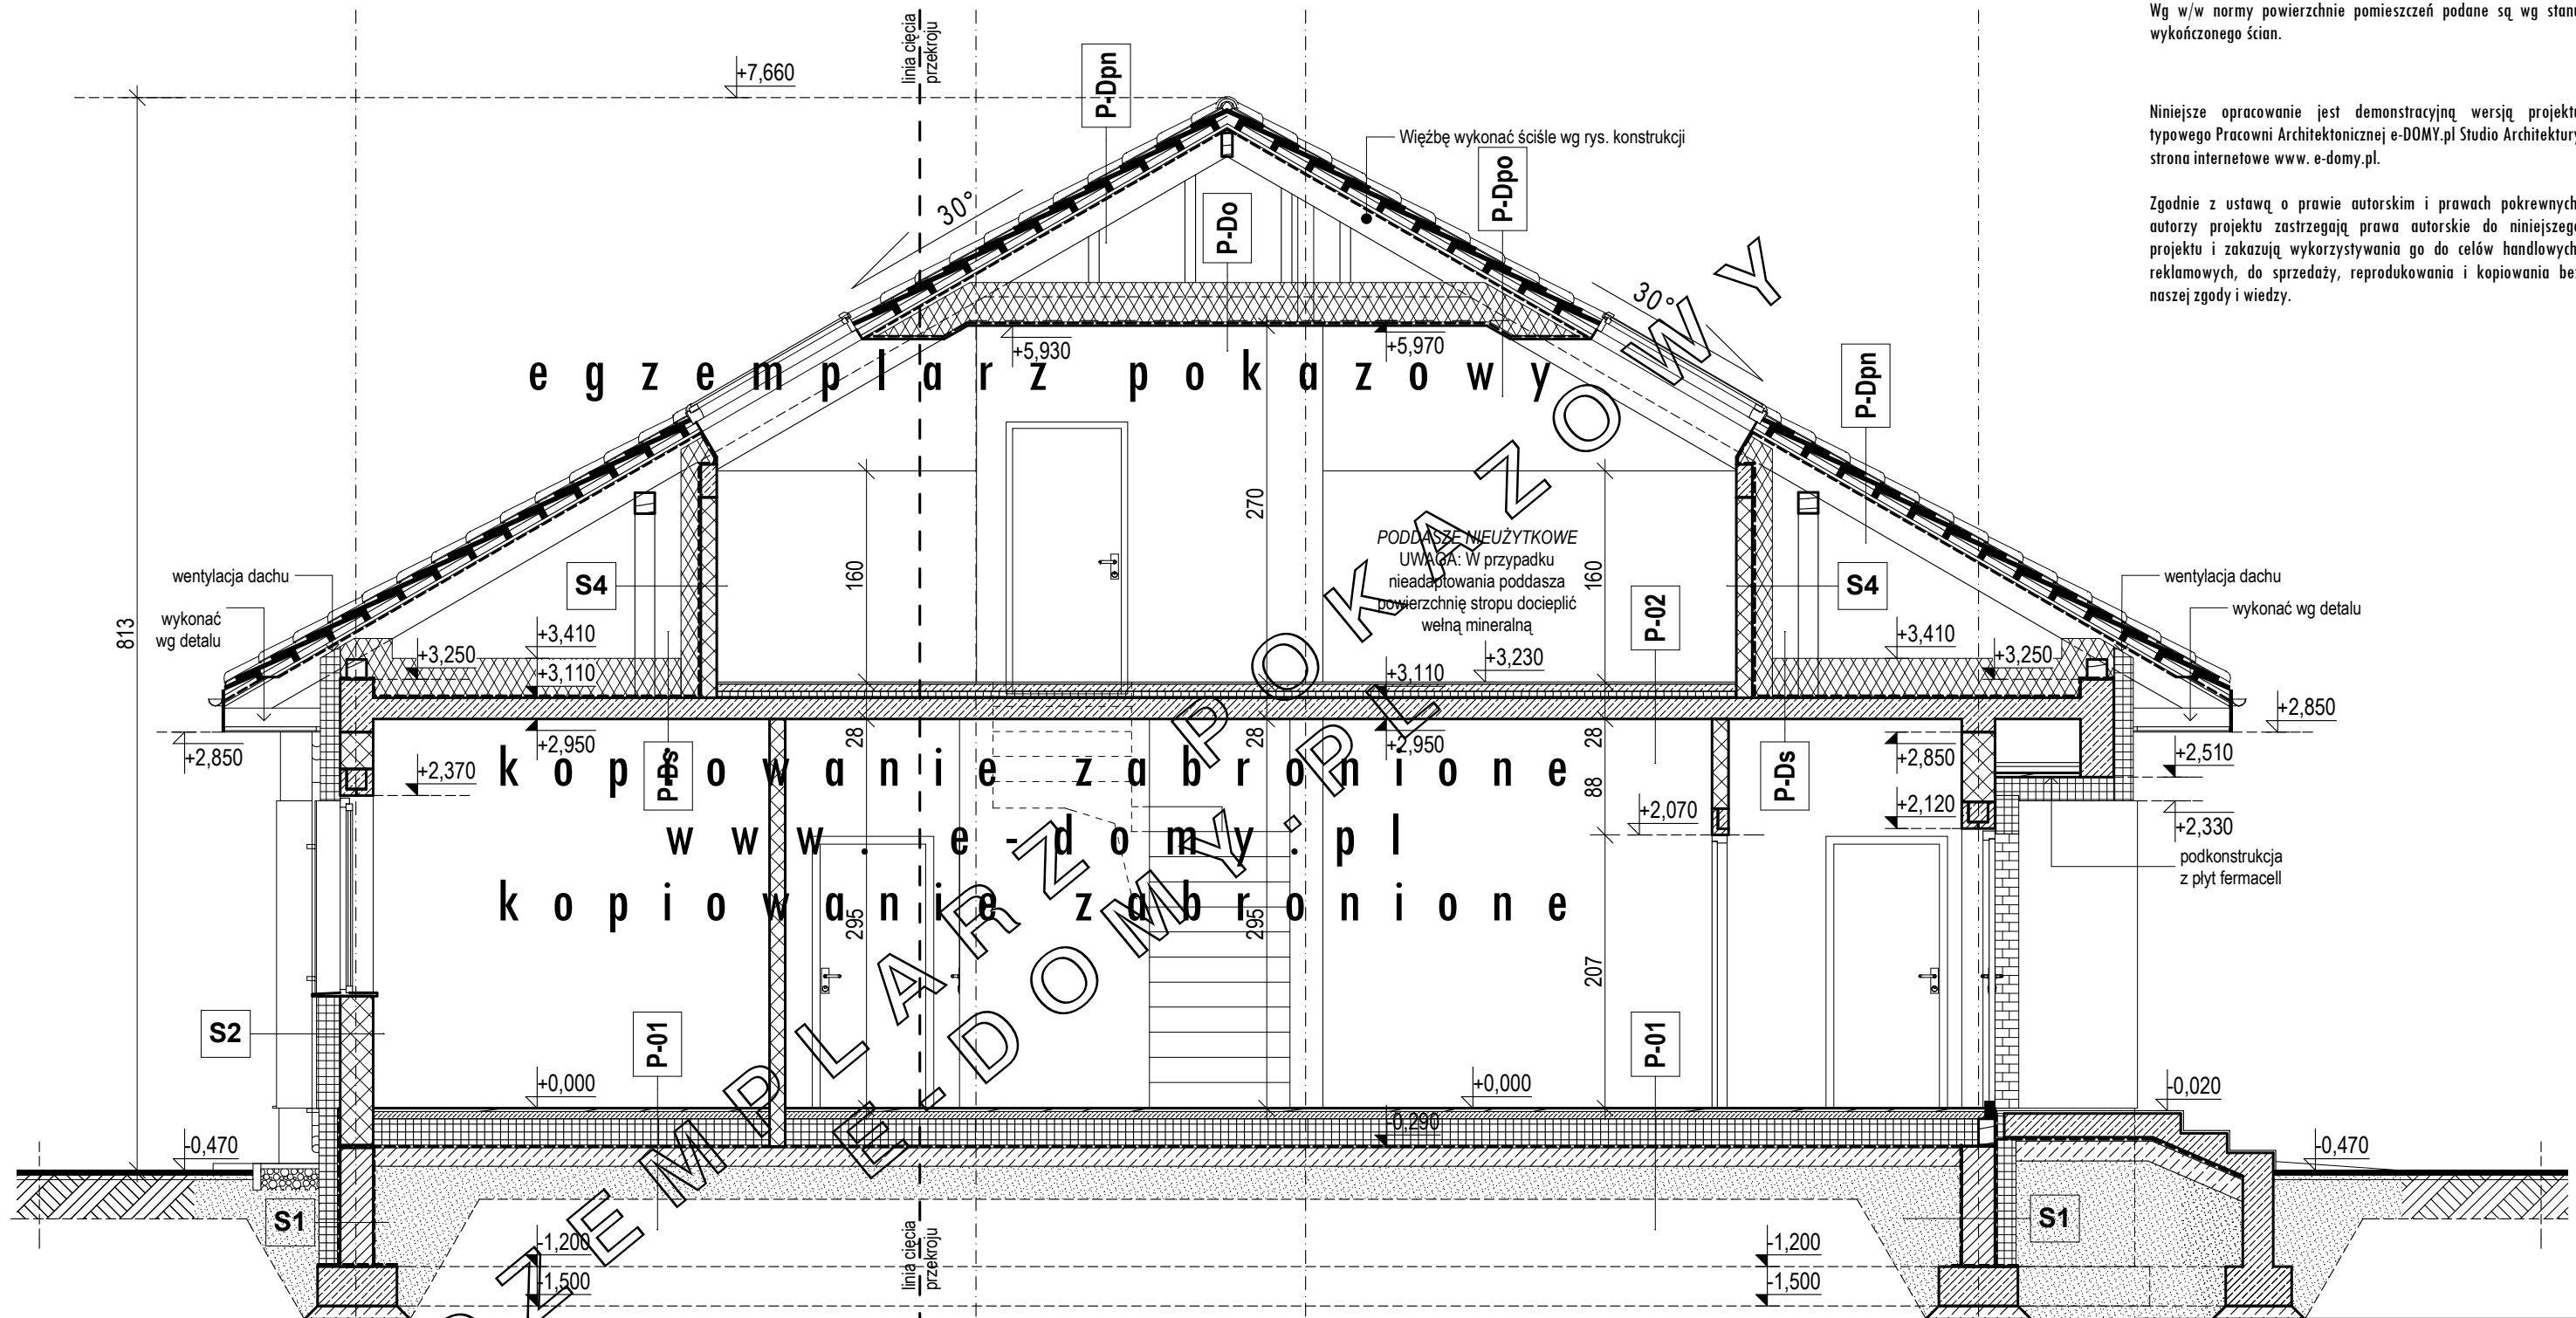 Wg w/w normy powierzchnie pomieszczeń podane są wg stanu
wykończonego ścian.
Niniejsze opracowanie jest demonstracyjną wersją projektu
typowego Pracowni Architektonicznej e-DOMY.pl Studio Architektury
strona internetowe www. e-domy.pl.
Zgodnie z ustawą o prawie autorskim i prawach pokrewnych
autorzy projektu zastrzegają prawa autorskie do niniejszego
projektu i zakazują wykorzystywania go do celów handlowych
reklamowych, do sprzedaży, reprodukowania i kopiowania bez
naszej zgody i wiedzy.
linia cięcia
przekroju
+7,660
P-Dpn
Więźbę wykonać ściśle wg rys. konstrukcji
P-Dpo
P-Do
30°
30°
+5,930
+5,970
egzemplarz pokazowy
P-Dpn
270
160
160
PODDASZE NIEUŻYTKOWE
UWAGA: W przypadku
nieadaptowania poddasza
powierzchnię stropu docieplić
wełną mineralną
S4
S4
P-02
wentylacja dachu
wykonać
wg detalu
wentylacja dachu
wykonać wg detalu
813
+3,250
+3,410
+3,110
+3,110
+3,230
+3,410
+3,250
+2,850
+2,850
+2,950
28
28
+2,950
28
+2,850
+2,510
+2,370
P-Ds
P-Ds
kopiowanie zabronione
88
+2,070
+2,120
+2,330
www.e-domy.pl
podkonstrukcja
z płyt fermacell
kopiowanie zabronione
295
295
207
S2
P-01
P-01
+0,000
+0,000
-0,020
-0,290
-0,470
-0,470
S1
S1
-1,200
-1,500
-1,200
-1,500
linia cięcia
przekroju
GZEMPLARZ POKAZOWY
E-DOMY.PL